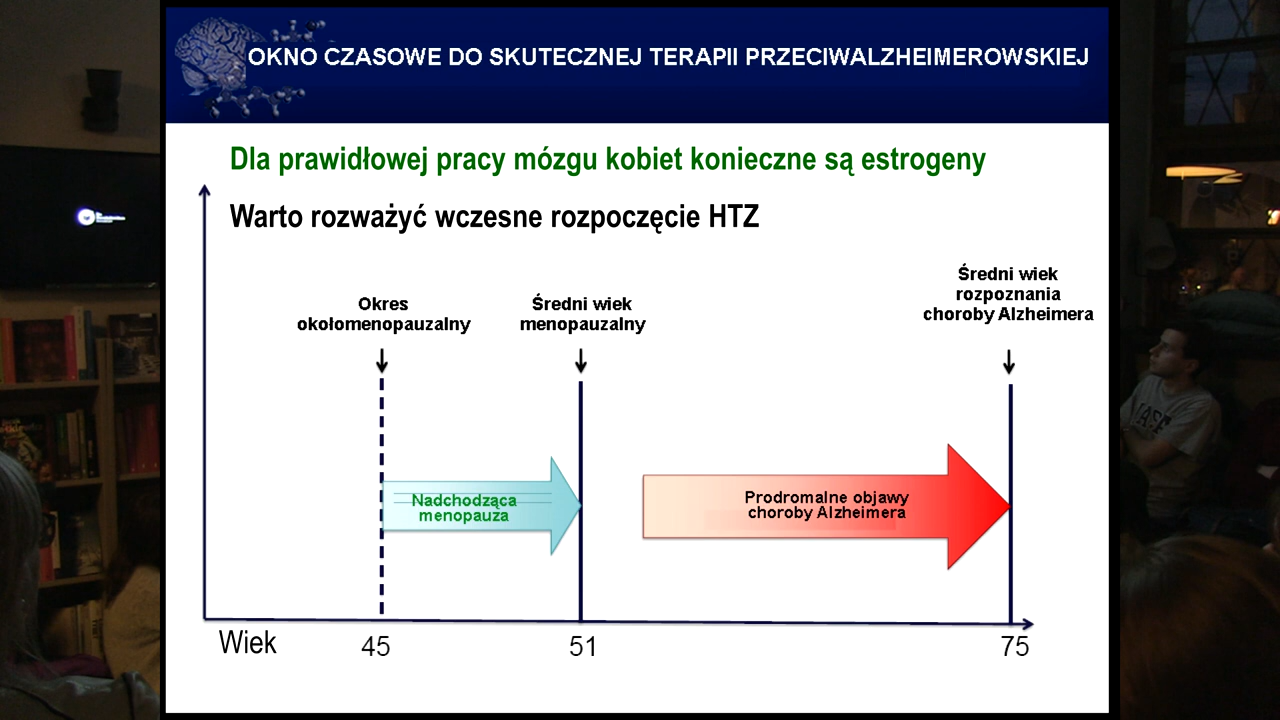 OKNO CZASOWE DO SKUTECZNEJ TERAPII PRZECIWALZHEIMEROWSKIEJ
Dla prawidłowej pracy mózgu kobiet konieczne są estrogeny
Warto rozważyć wczesne rozpoczęcie HTZ
Okres
okołomenopauzalny
Średni wiek
menopauzalny
Średni wiek
rozpoznania
choroby Alzheimera
Nadchodząca
menopauza
Prodromalne objawy
choroby Alzheimera
Wiek
45
51
75